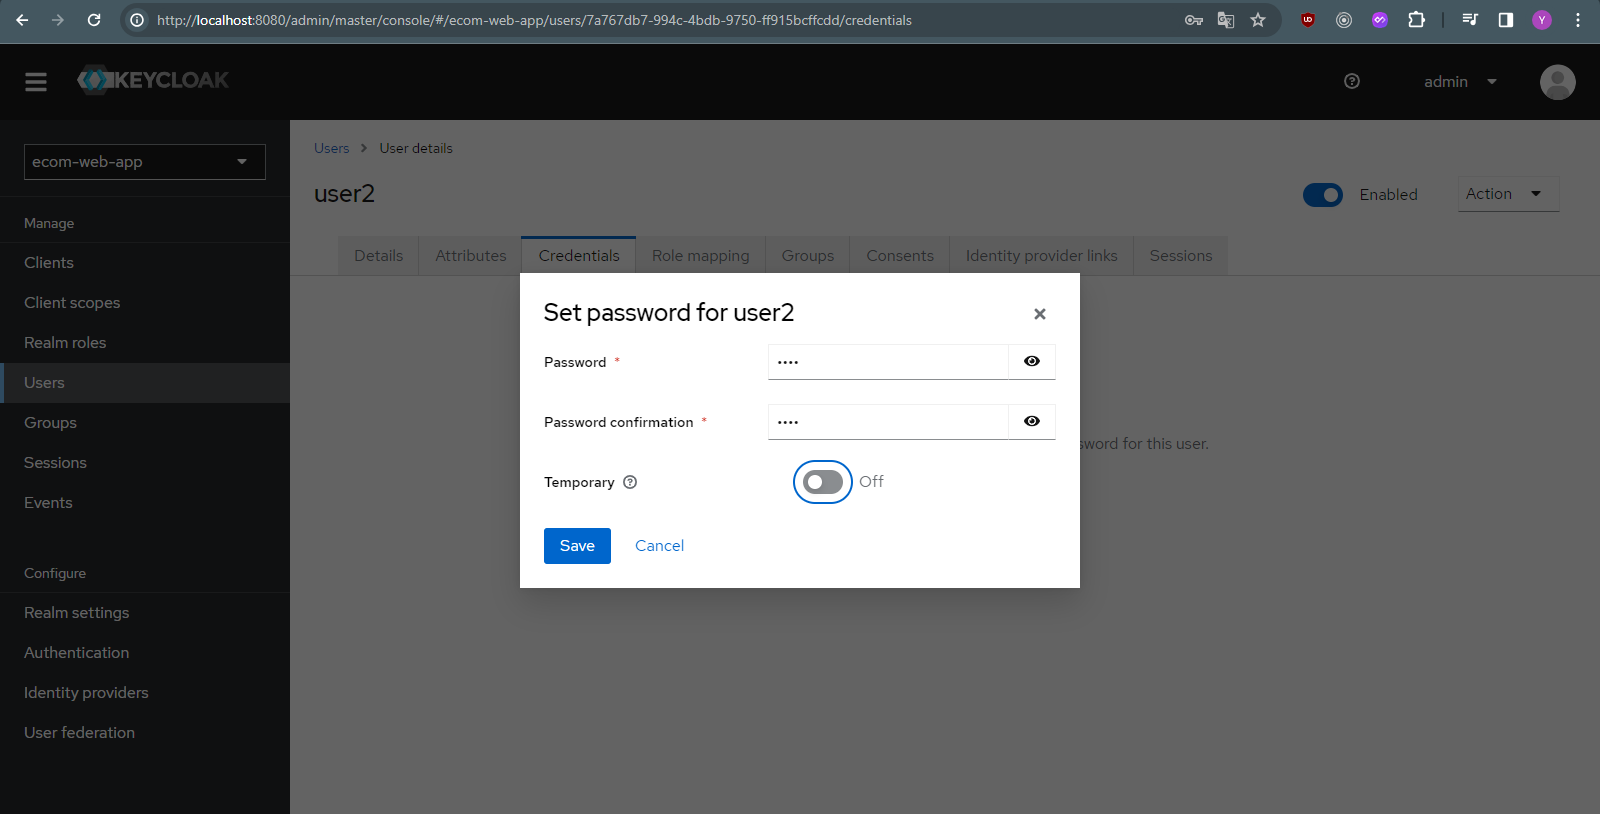 http://localhost:8080/admin/master/console/#/ecom-web-app/users/7a767db7-994c-4bdb-9750-ff915bcffcdd/credentials
UD
Y
KEYCLOAK
admin
ecom-web-app
Manage
Clients
Client scopes
Realm roles
Users
Groups
Sessions
Events
Configure
Realm settings
Authentication
Identity providers
User federation
Users > User details
user2
Enabled
Action
Details Attributes Credentials Role mapping Groups Consents Identity provider links Sessions
sword for this user.
Set password for user2
Password *
••••
Password confirmation *
••••
Temporary
Off
Save Cancel